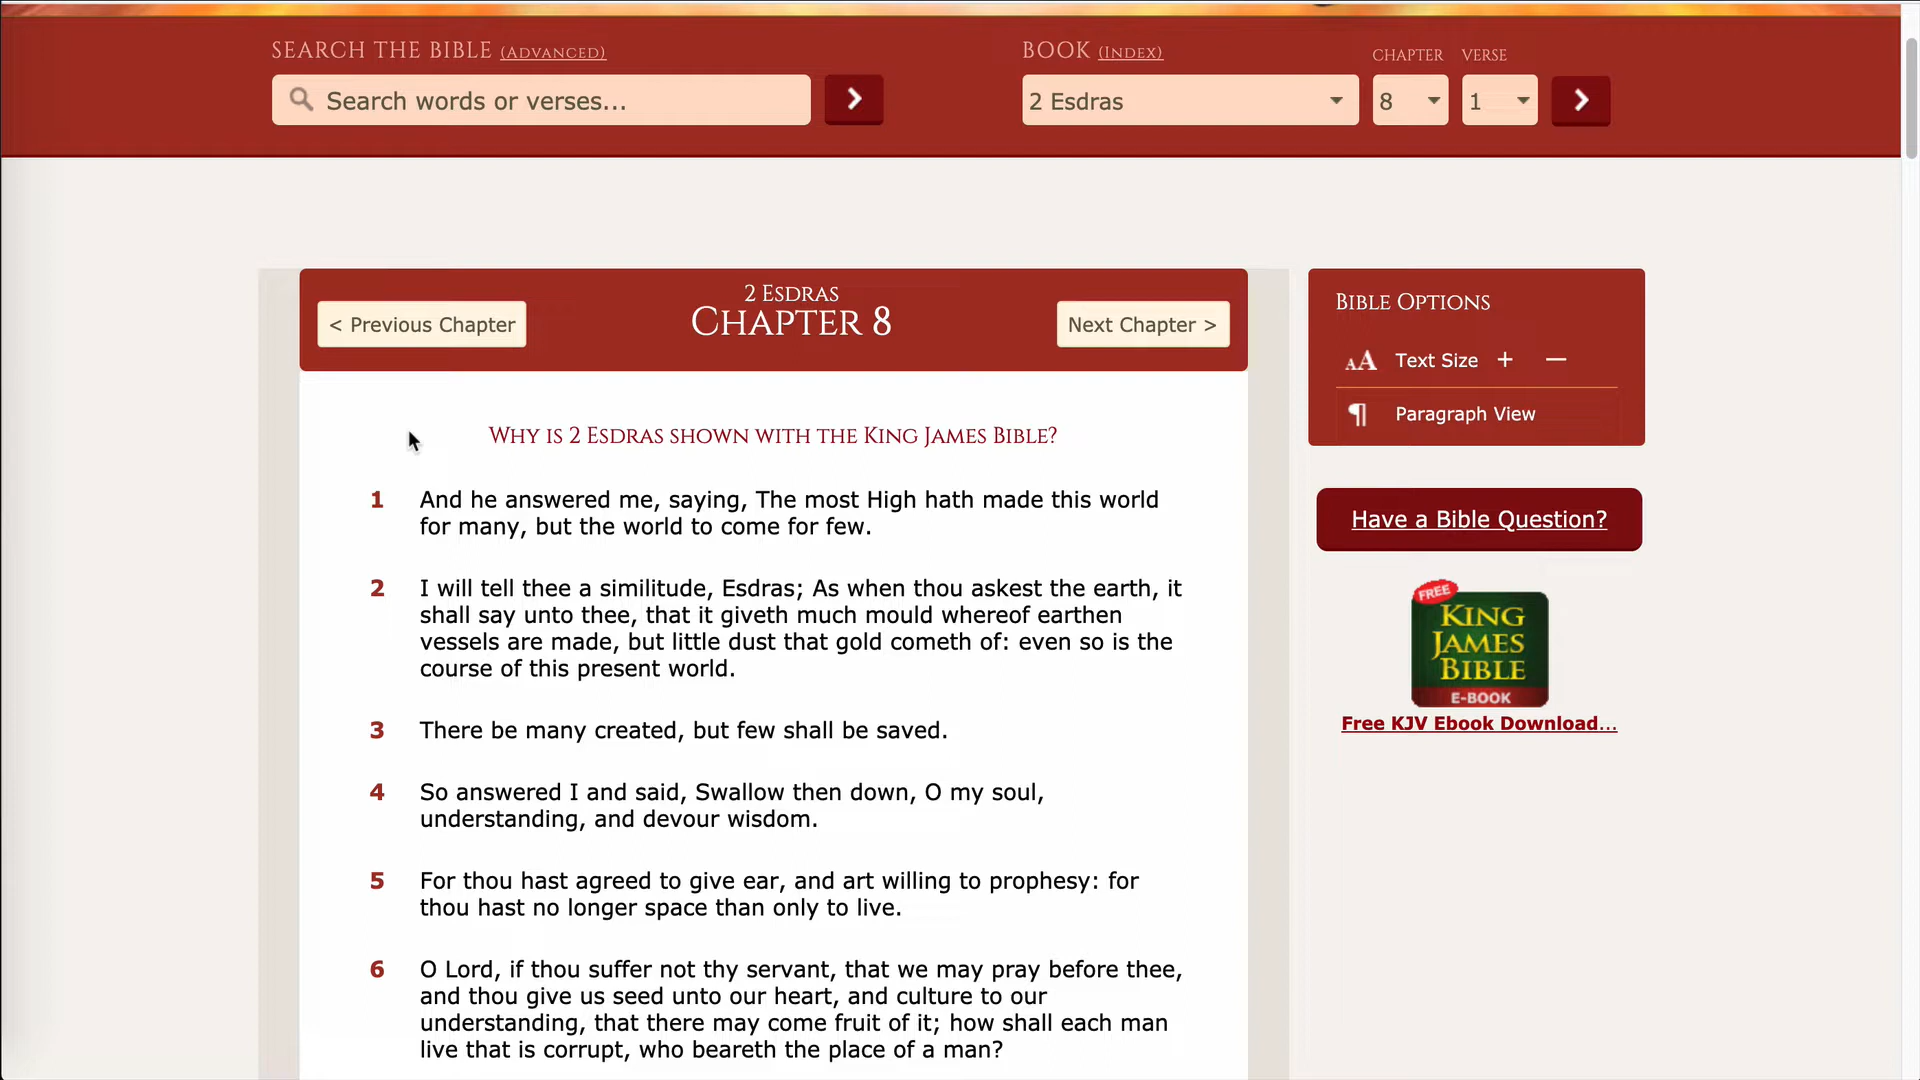 SEARCH THE BIBLE (ADVANCED)
BOOK (INDEX)
CHAPTER VERSE
Search words or verses...
2 Esdras
8
1
2 ESDRAS
CHAPTER 8
< Previous Chapter
Next Chapter >
WHY IS 2 ESDRAS SHOWN WITH THE KING JAMES BIBLE?
1 And he answered me, saying, The most High hath made this world
for many, but the world to come for few.
2 I will tell thee a similitude, Esdras; As when thou askest the earth, it
shall say unto thee, that it giveth much mould whereof earthen
vessels are made, but little dust that gold cometh of: even so is the
course of this present world.
3 There be many created, but few shall be saved.
4 So answered I and said, Swallow then down, O my soul,
understanding, and devour wisdom.
5 For thou hast agreed to give ear, and art willing to prophesy: for
thou hast no longer space than only to live.
6 O Lord, if thou suffer not thy servant, that we may pray before thee,
and thou give us seed unto our heart, and culture to our
understanding, that there may come fruit of it; how shall each man
live that is corrupt, who beareth the place of a man?
BIBLE OPTIONS
AA Text Size + —
¶ Paragraph View
Have a Bible Question?
FREE
KING
JAMES
BIBLE
E-BOOK
Free KJV Ebook Download...